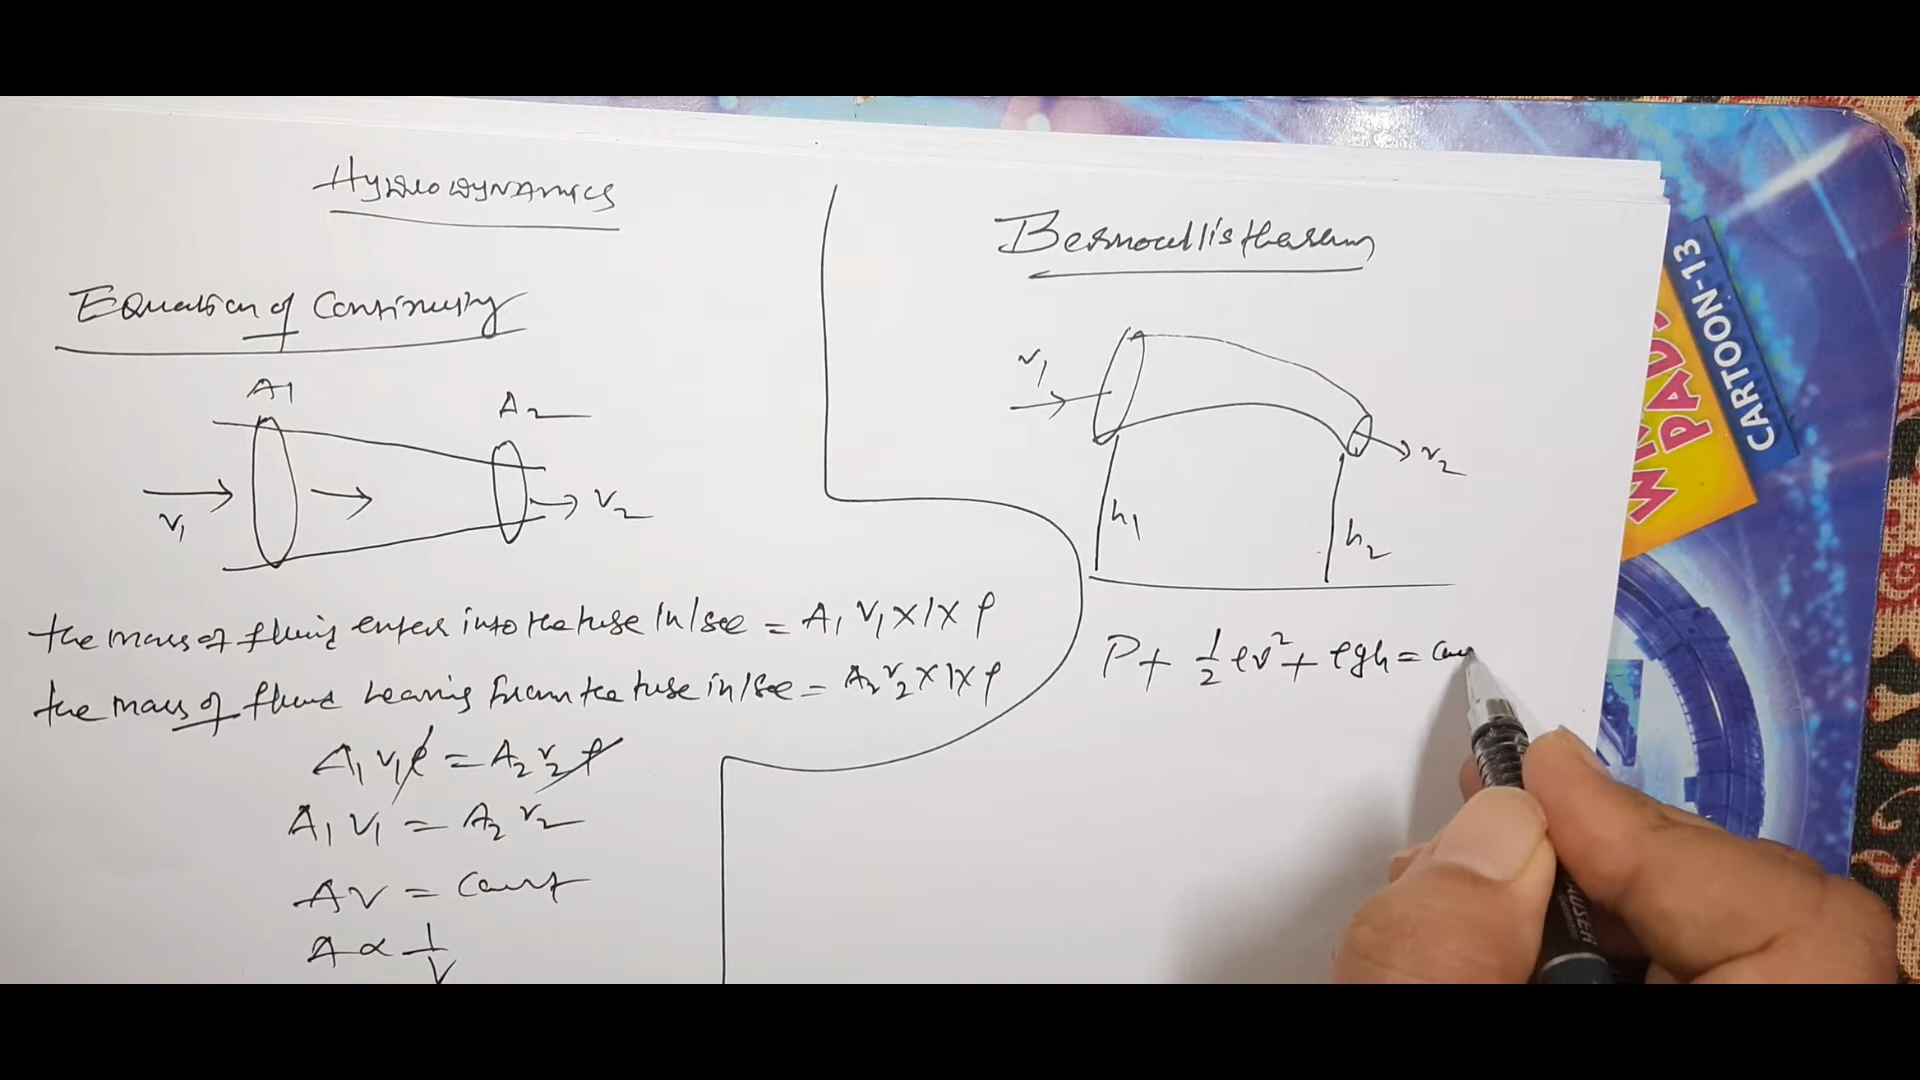 Hydrodynamics
Equation of Continuity
A1
A2
V1
V2
the mass of fluid enter into the tube in 1 sec = A1 V1 × 1 × ρ
the mass of fluid leaving from the tube in 1 sec = A2 V2 × 1 × ρ
A1 V1 ρ = A2 V2 ρ
A1 V1 = A2 V2
AV = Const
A ∝ 1/V
Bernoullis theorem
V1
V2
h1
h2
P + 1/2 ρv² + ρgh = con
PADS
CARTOON-13